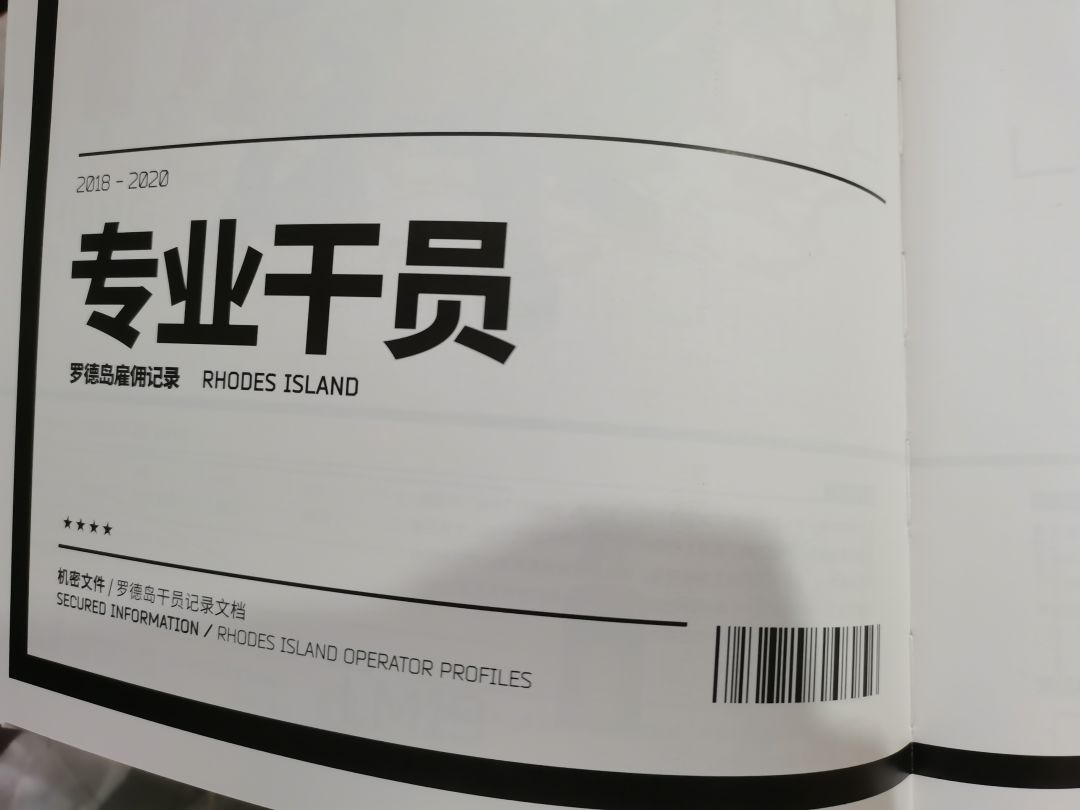 2018 - 2020
专业干员
罗德岛雇佣记录 RHODES ISLAND
★★★★
机密文件 / 罗德岛干员记录文档
SECURED INFORMATION / RHODES ISLAND OPERATOR PROFILES